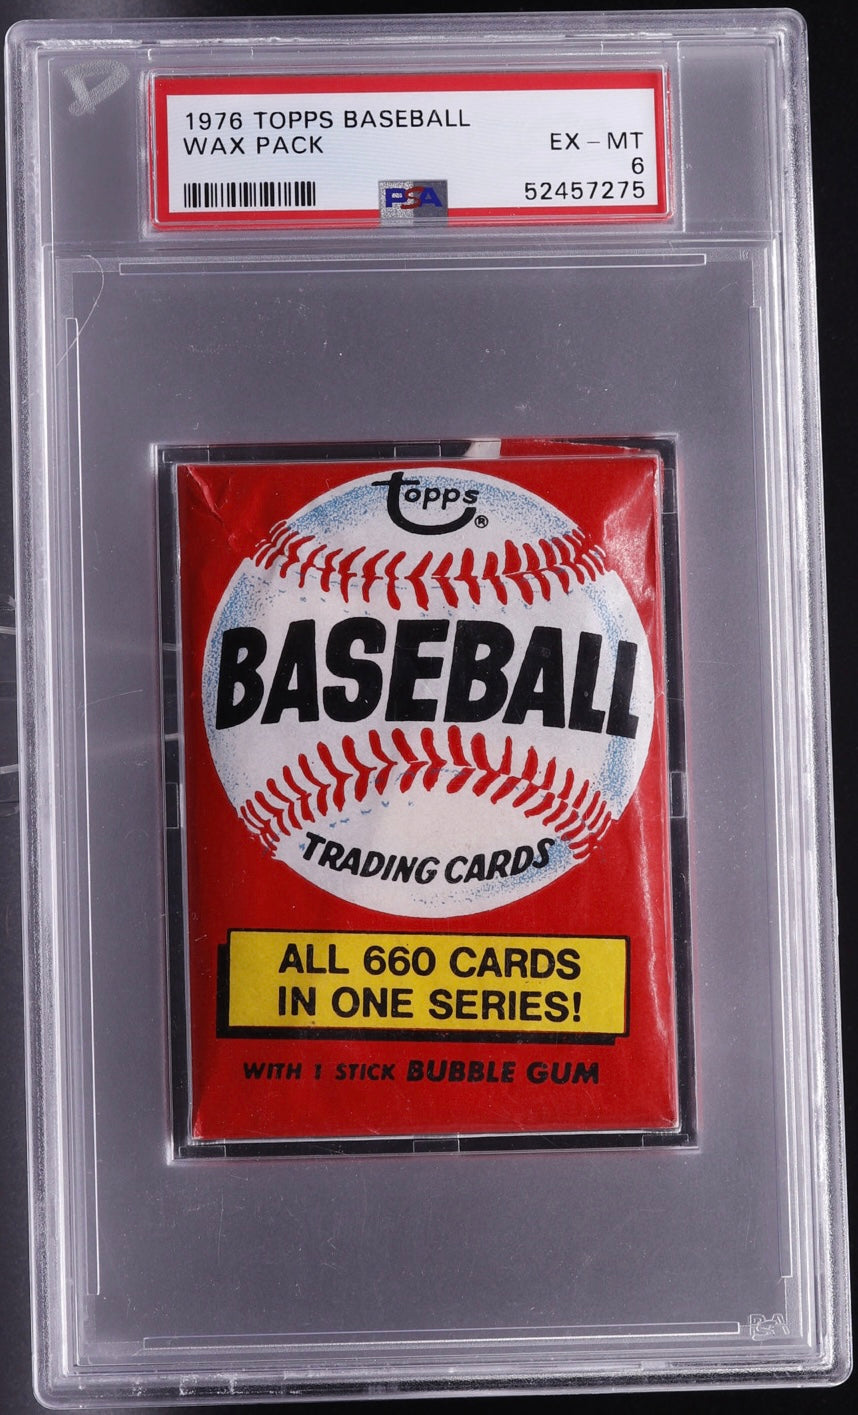 1976 TOPPS BASEBALL
WAX PACK
EX - MT
6
52457275
PSA
Topps®
BASEBALL
TRADING CARDS
ALL 660 CARDS
IN ONE SERIES!
WITH 1 STICK BUBBLE GUM
PSA